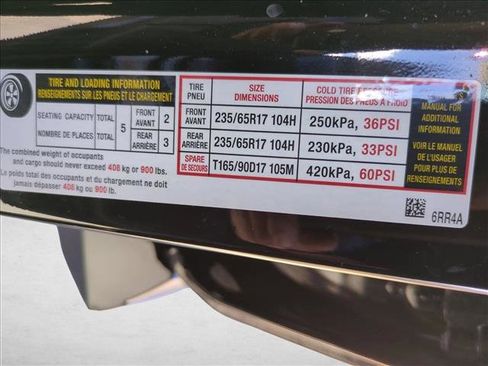 TIRE AND LOADING INFORMATION
RENSEIGNEMENTS SUR LES PNEUS ET LE CHARGEMENT
SEATING CAPACITY TOTAL 5 FRONT AVANT 2
NOMBRE DE PLACES TOTAL REAR ARRIÈRE 3
The combined weight of occupants
and cargo should never exceed 408 kg or 900 lbs.
Le poids total des occupants et du chargement ne doit
jamais dépasser 408 kg ou 900 lb.
TIRE PNEU SIZE DIMENSIONS COLD TIRE
PRESSION DES PNEUS À FROID
FRONT AVANT 235/65R17 104H 250kPa, 36PSI
REAR ARRIÈRE 235/65R17 104H 230kPa, 33PSI
SPARE DE SECOURS T165/90D17 105M 420kPa, 60PSI
MANUAL FOR
ADDITIONAL
INFORMATION
VOIR LE MANUEL
DE L'USAGER
POUR PLUS DE
RENSEIGNEMENTS
6RR4A